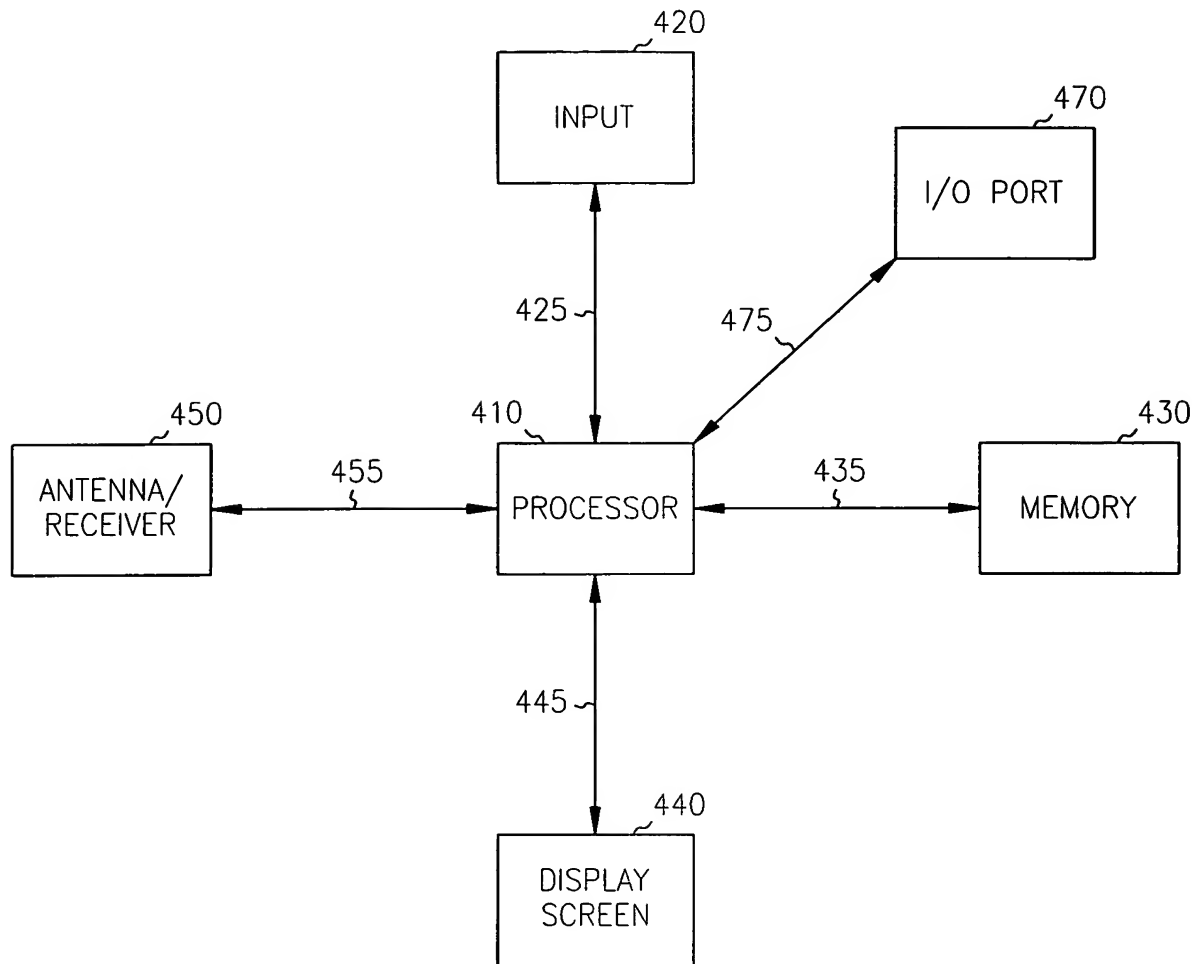 420
INPUT
470
I/O PORT
425
475
450
ANTENNA/
RECEIVER
455
410
PROCESSOR
435
430
MEMORY
445
440
DISPLAY
SCREEN